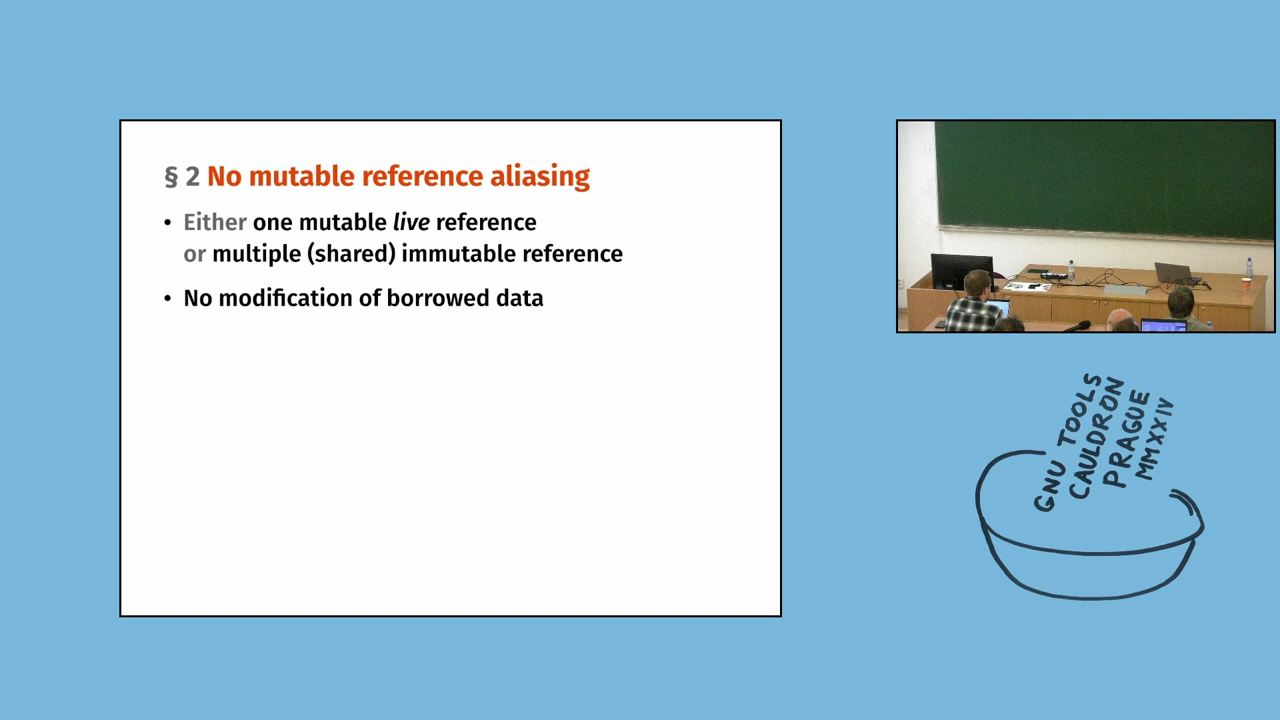 § 2 No mutable reference aliasing
• Either one mutable live reference
or multiple (shared) immutable reference
• No modification of borrowed data
GNU TOOLS
CAULDRON
PRAGUE
MMXXIV